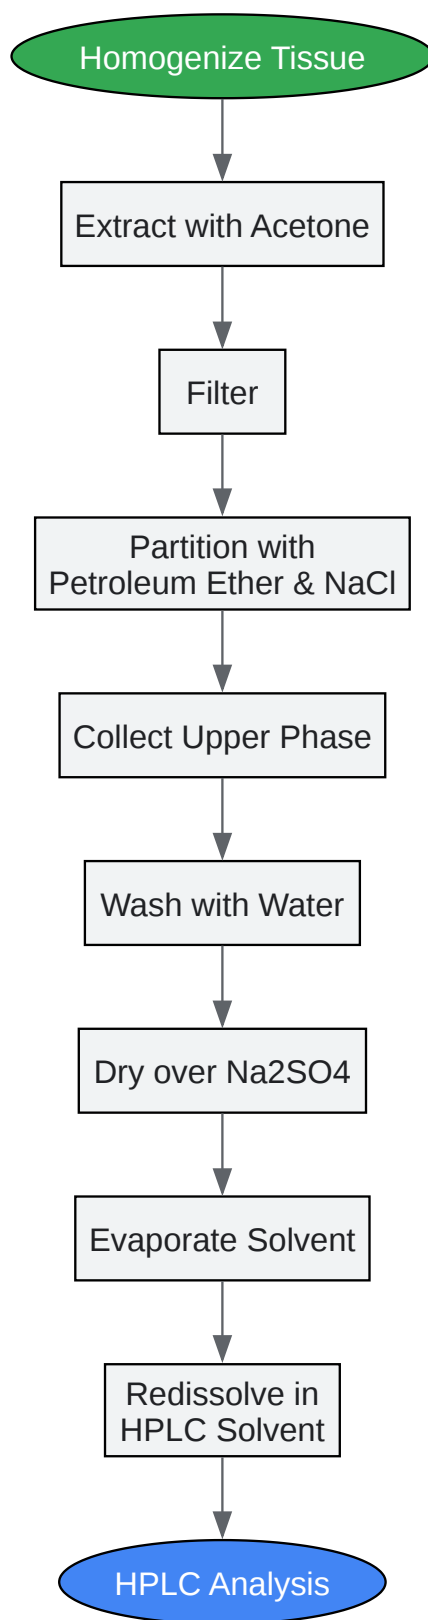 Homogenize Tissue
Extract with Acetone
Filter
Partition with
Petroleum Ether & NaCl
Collect Upper Phase
Wash with Water
Dry over Na2SO4
Evaporate Solvent
Redissolve in
HPLC Solvent
HPLC Analysis